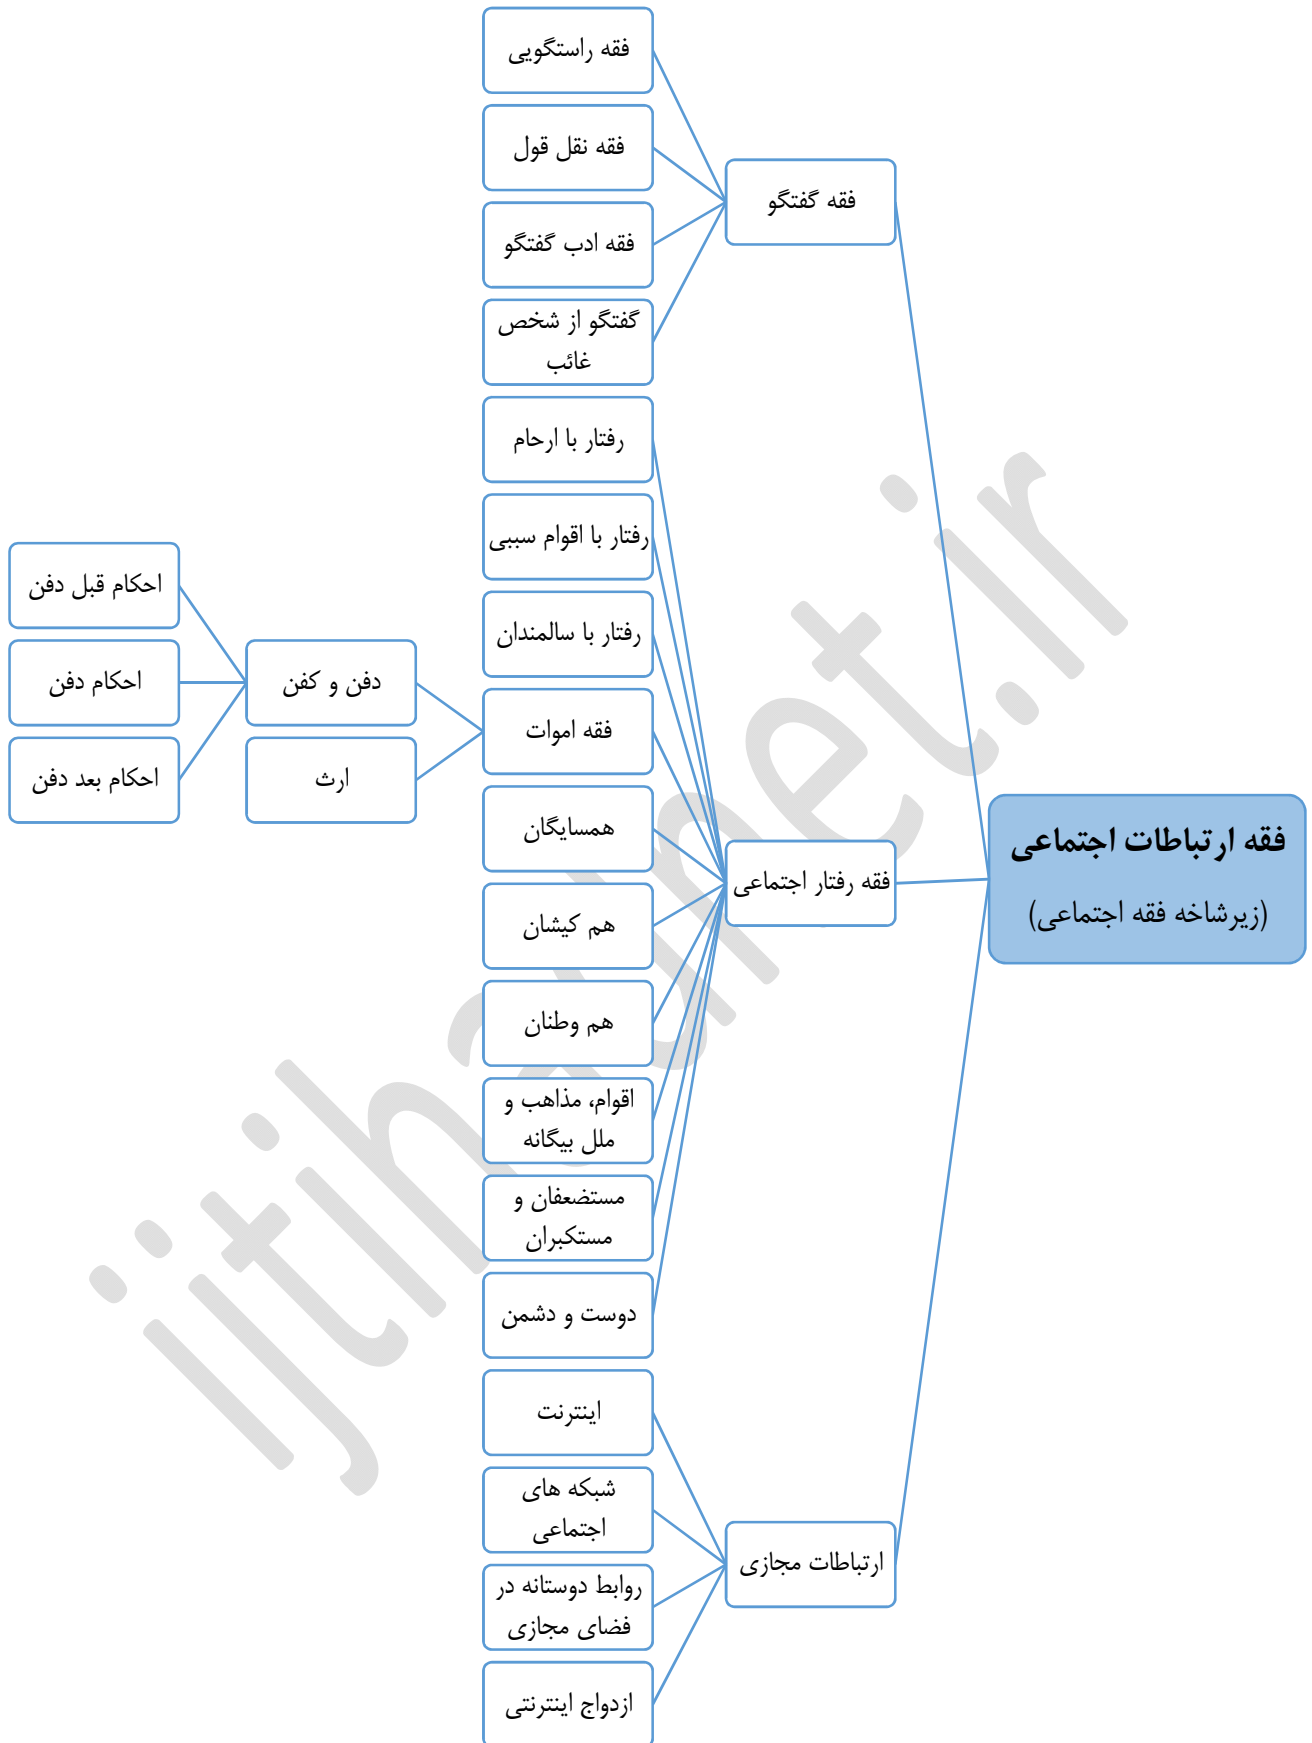 فقه ارتباطات اجتماعی
(زیرشاخه فقه اجتماعی)
فقه گفتگو
فقه راستگویی
فقه نقل قول
فقه ادب گفتگو
گفتگو از شخص
غائب
فقه رفتار اجتماعی
رفتار با ارحام
رفتار با اقوام سببی
رفتار با سالمندان
فقه اموات
دفن و کفن
احکام قبل دفن
احکام دفن
احکام بعد دفن
ارث
همسایگان
هم کیشان
هم وطنان
اقوام، مذاهب و
ملل بیگانه
مستضعفان و
مستکبران
دوست و دشمن
ارتباطات مجازی
اینترنت
شبکه های
اجتماعی
روابط دوستانه در
فضای مجازی
ازدواج اینترنتی
ijtihadnet.ir